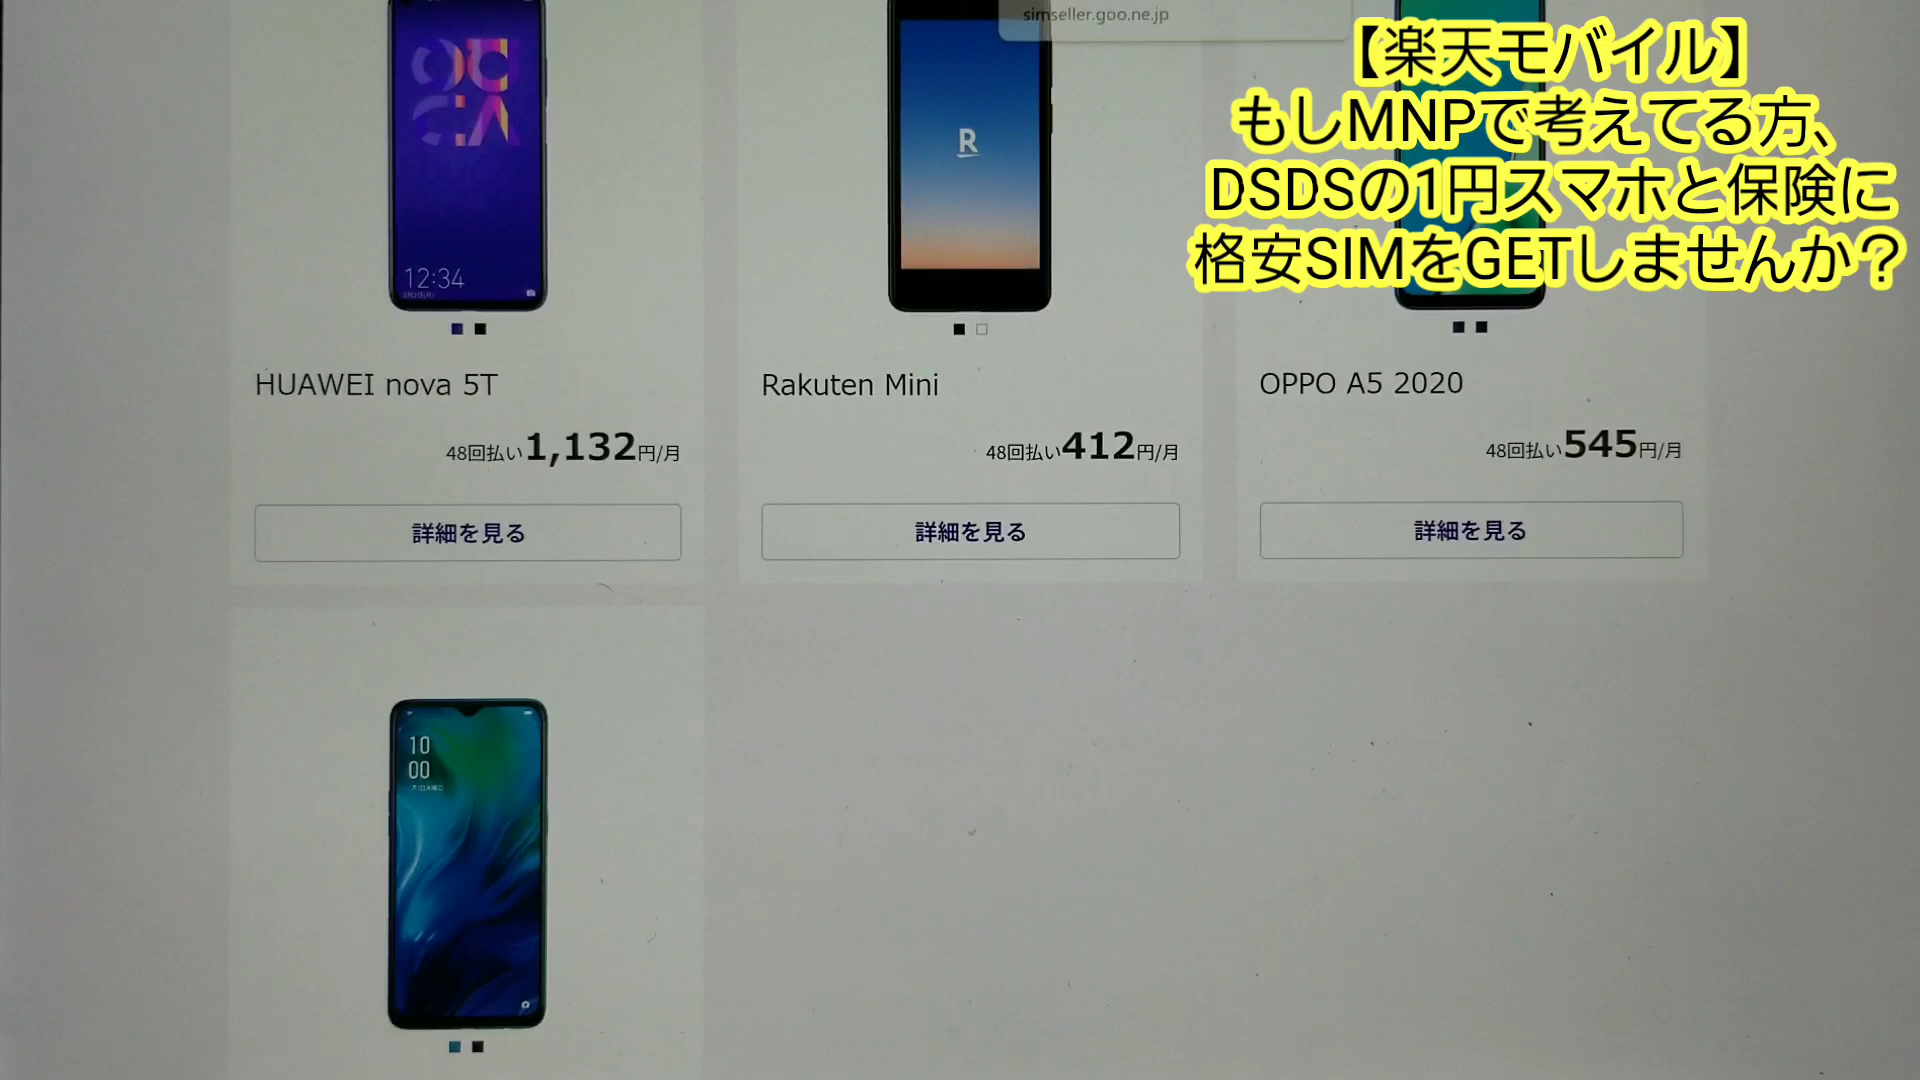 simseller.goo.ne.jp
【楽天モバイル】
もしMNPで考えてる方、
DSDSの1円スマホと保険に
格安SIMをGETしませんか？
R
12:34
HUAWEI nova 5T
48回払い1,132円/月
詳細を見る
Rakuten Mini
48回払い412円/月
詳細を見る
OPPO A5 2020
48回払い545円/月
詳細を見る
10
00